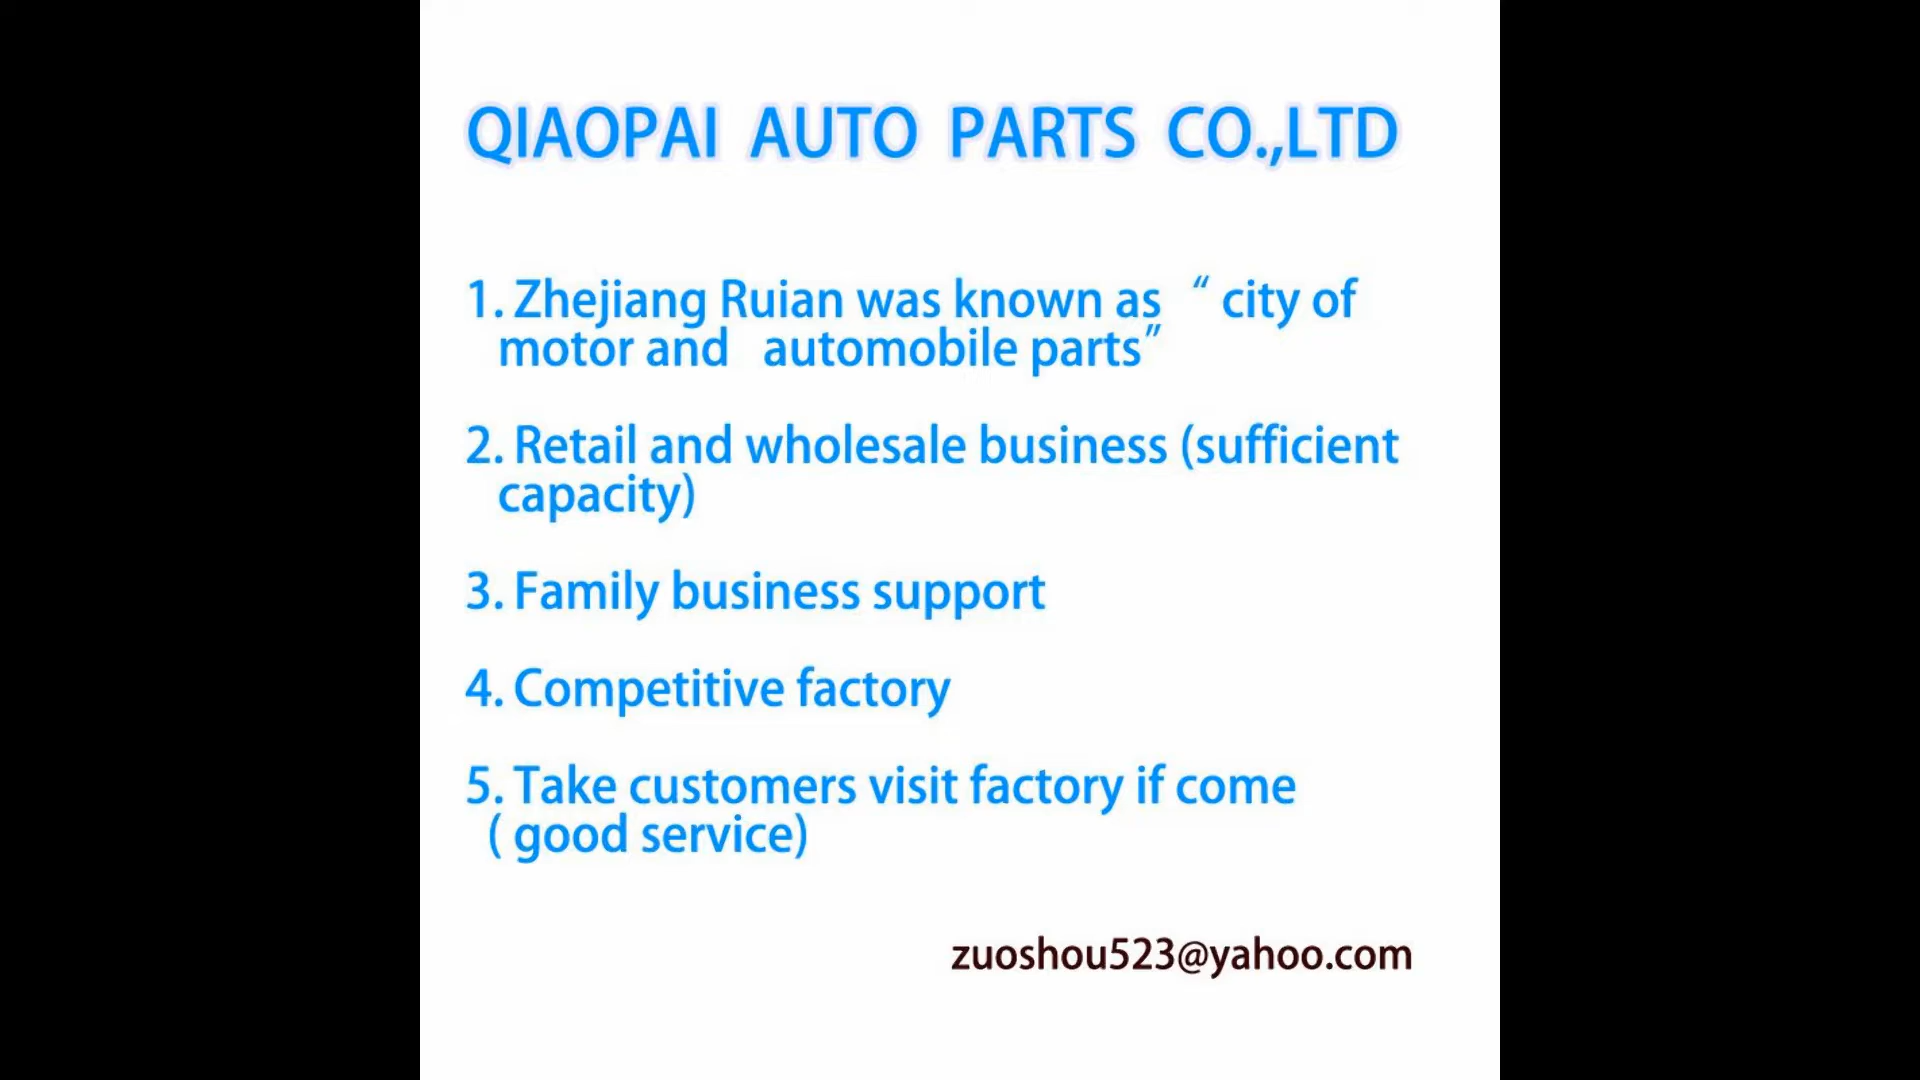 QIAOPAI AUTO PARTS CO.,LTD
1. Zhejiang Ruian was known as “ city of
motor and automobile parts”
2. Retail and wholesale business (sufficient
capacity)
3. Family business support
4. Competitive factory
5. Take customers visit factory if come
( good service)
zuoshou523@yahoo.com